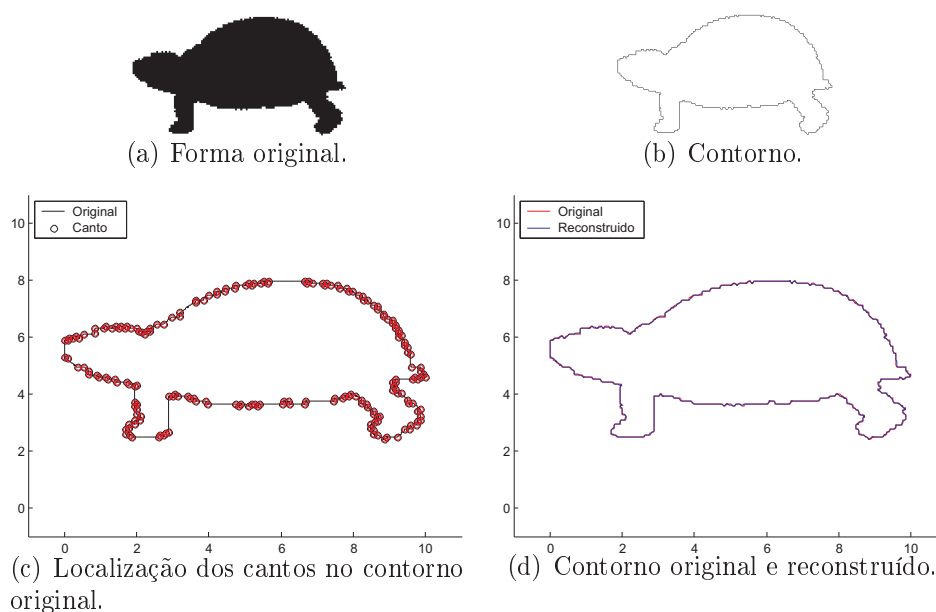 (a) Forma original.
(b) Contorno.
10
8
6
4
2
0
0 2 4 6 8 10
Original
Canto
(c) Localização dos cantos no contorno
original.
10
8
6
4
2
0
0 2 4 6 8 10
Original
Reconstruido
(d) Contorno original e reconstruído.